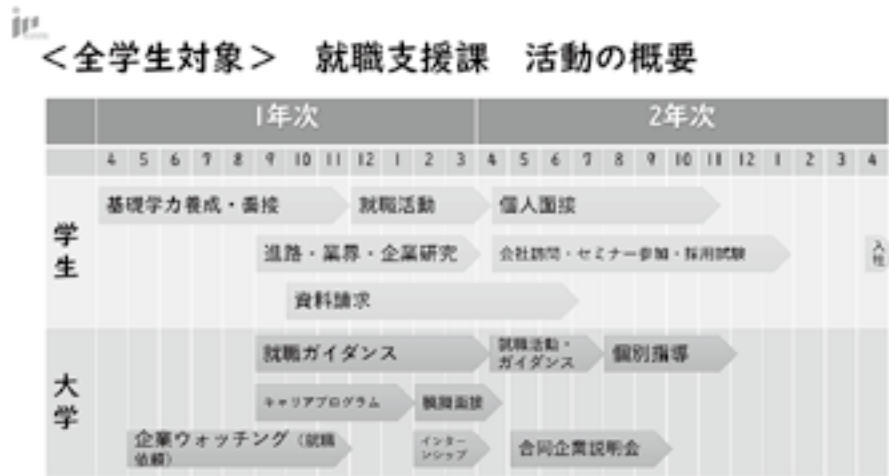 ＜全学生対象＞　就職支援課　活動の概要
1年次 2年次
4 5 6 7 8 9 10 11 12 1 2 3 4 5 6 7 8 9 10 11 12 1 2 3 4
学生
基礎学力養成・面接 就職活動 個人面接
進路・業界・企業研究 会社訪問・セミナー参加・採用試験 入社
資料請求
大学
就職ガイダンス 就職活動・ガイダンス 個別指導
キャリアプログラム 模擬面接
企業ウォッチング（就職依頼） インターンシップ 合同企業説明会